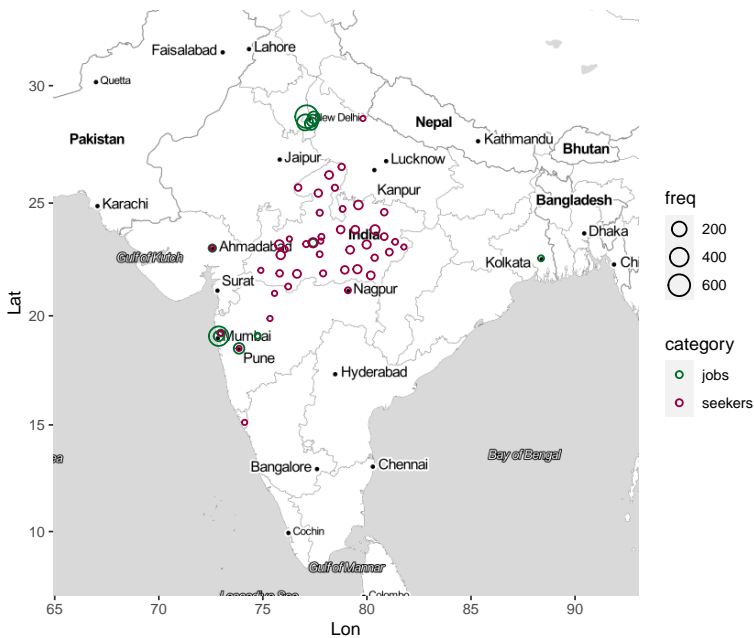 Faisalabad
Lahore
30
Quetta
New Delhi
Nepal
Pakistan
Kathmandu
Bhutan
Jaipur
Lucknow
Kanpur
25
Karachi
Bangladesh
freq
200
400
600
Dhaka
India
Ahmadabad
Gulf of Kutch
Kolkata
Chi
Surat
Nagpur
Lat
20
Mumbai
Pune
category
jobs
seekers
Hyderabad
15
Bay of Bengal
ea
Bangalore
Chennai
10
Cochin
Gulf of Mannar
Laccadive Sea
Colombo
65
70
75
80
85
90
Lon